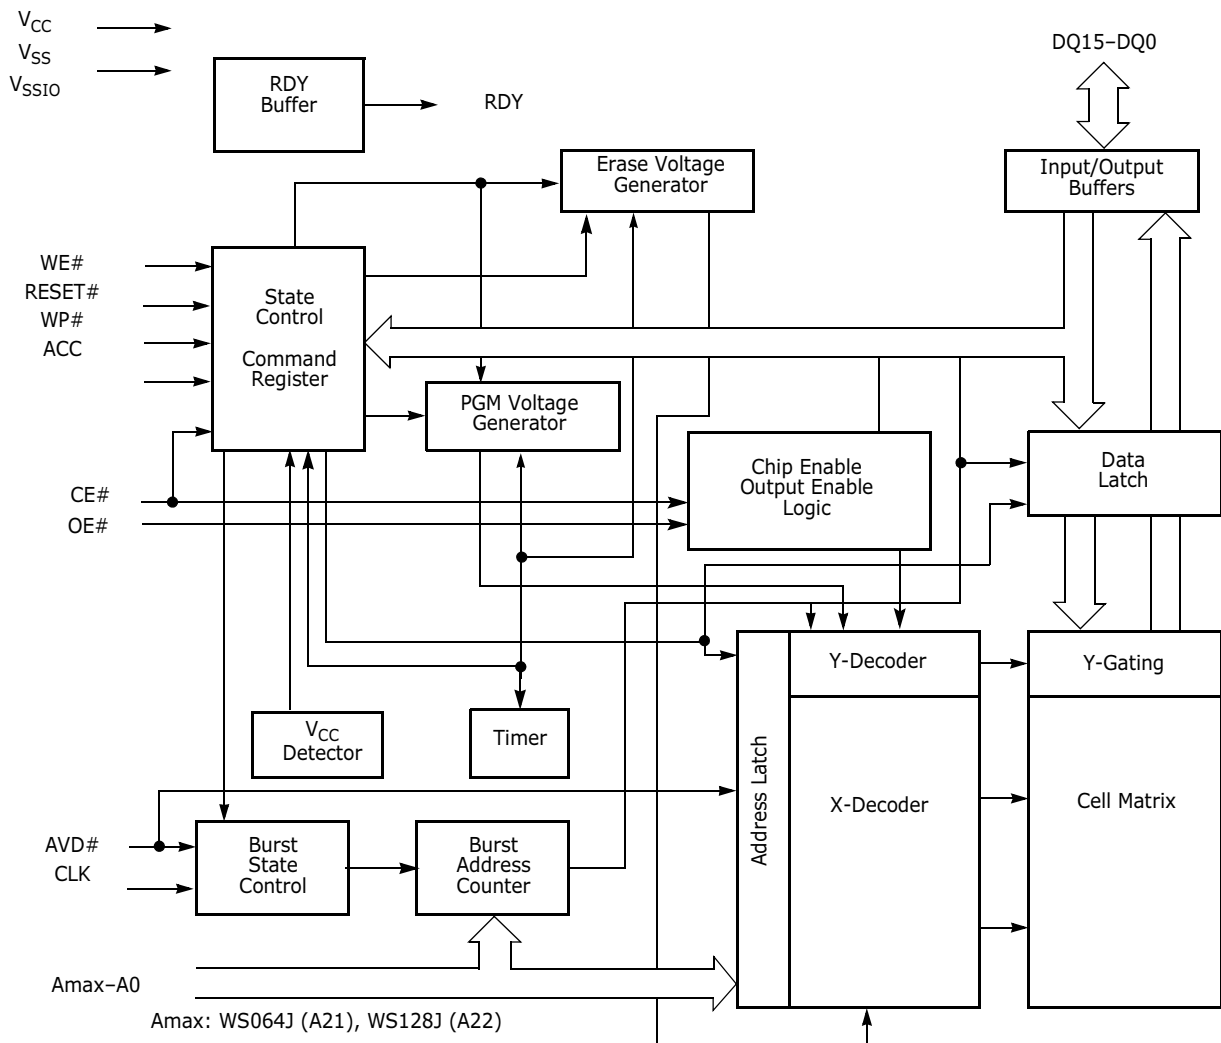 VCC
VSS
VSSIO
RDY
Buffer
RDY
DQ15–DQ0
Erase Voltage
Generator
Input/Output
Buffers
WE#
RESET#
WP#
ACC
State
Control
Command
Register
PGM Voltage
Generator
Chip Enable
Output Enable
Logic
Data
Latch
CE#
OE#
Y-Decoder
Y-Gating
VCC
Detector
Timer
Address Latch
X-Decoder
Cell Matrix
AVD#
CLK
Burst
State
Control
Burst
Address
Counter
Amax–A0
Amax: WS064J (A21), WS128J (A22)